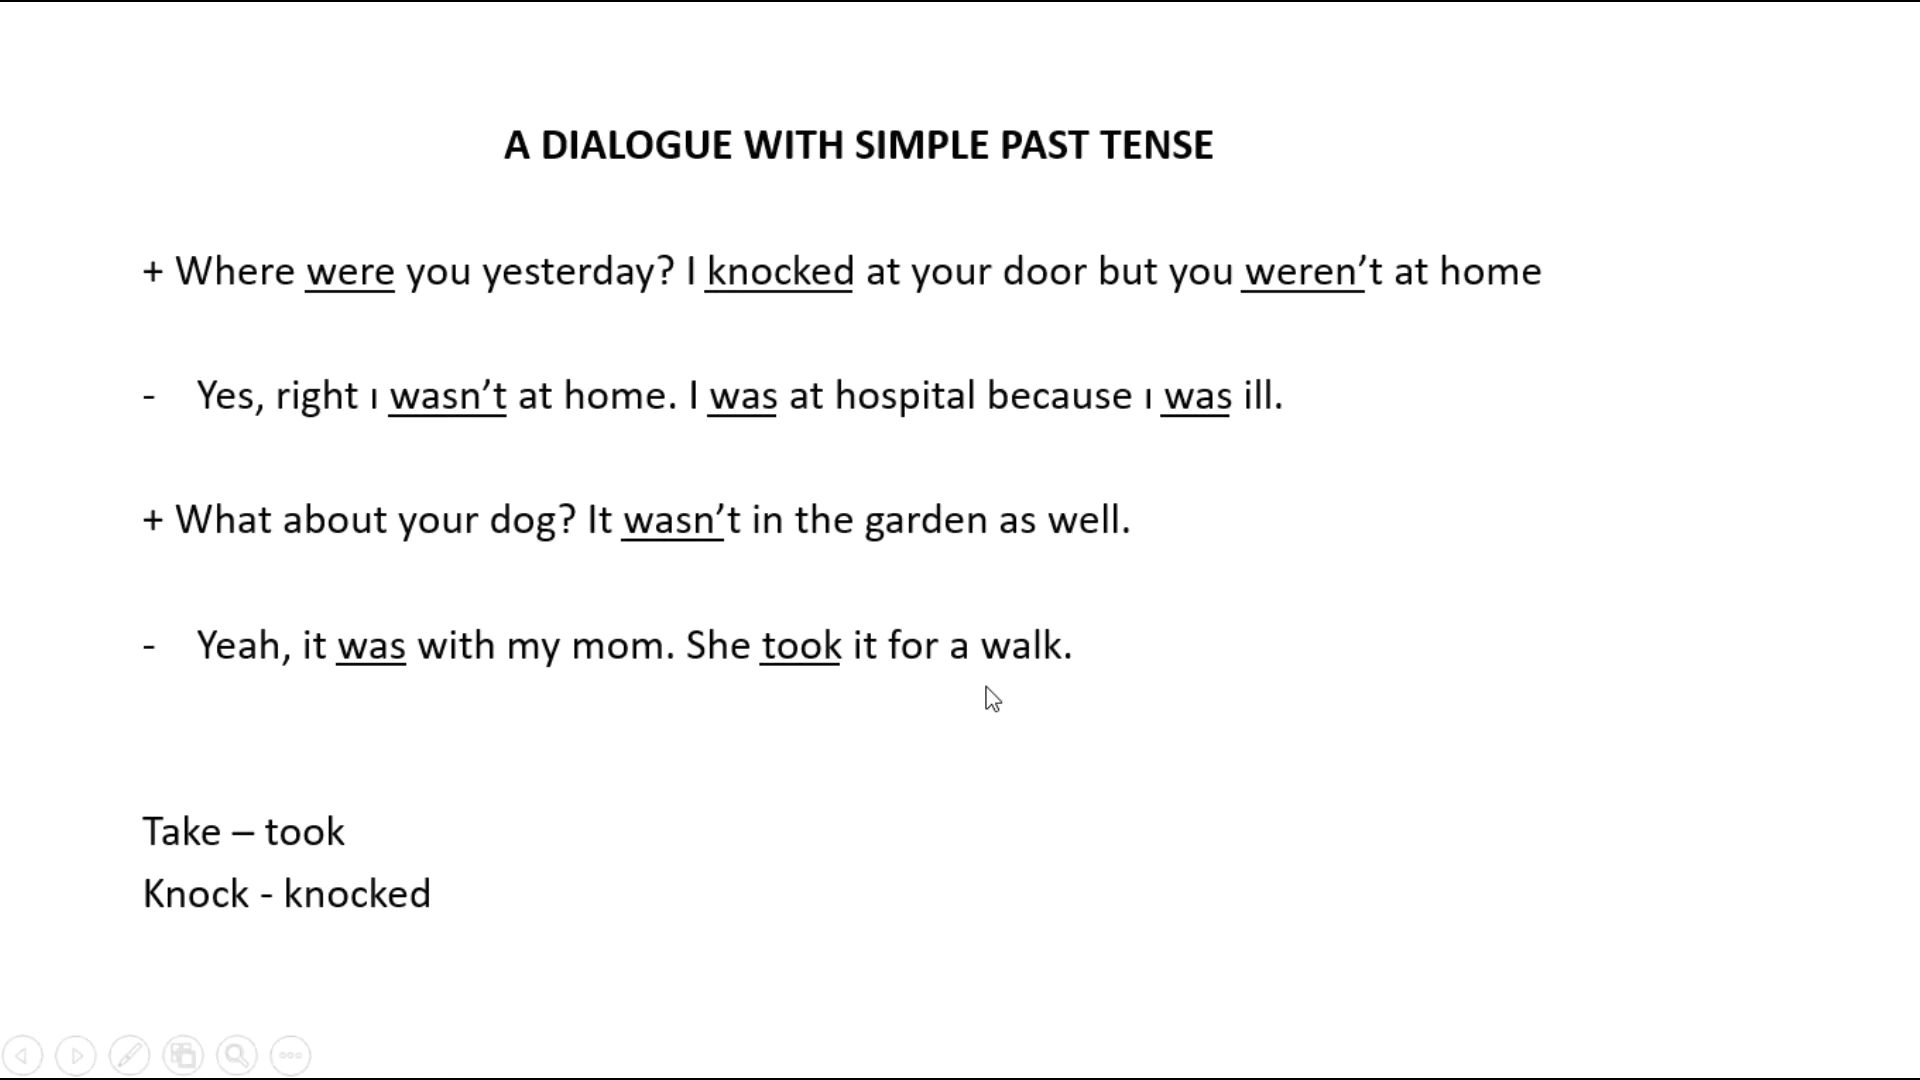 A DIALOGUE WITH SIMPLE PAST TENSE
+ Where were you yesterday? I knocked at your door but you weren’t at home
- Yes, right ı wasn’t at home. I was at hospital because ı was ill.
+ What about your dog? It wasn’t in the garden as well.
- Yeah, it was with my mom. She took it for a walk.
Take – took
Knock - knocked